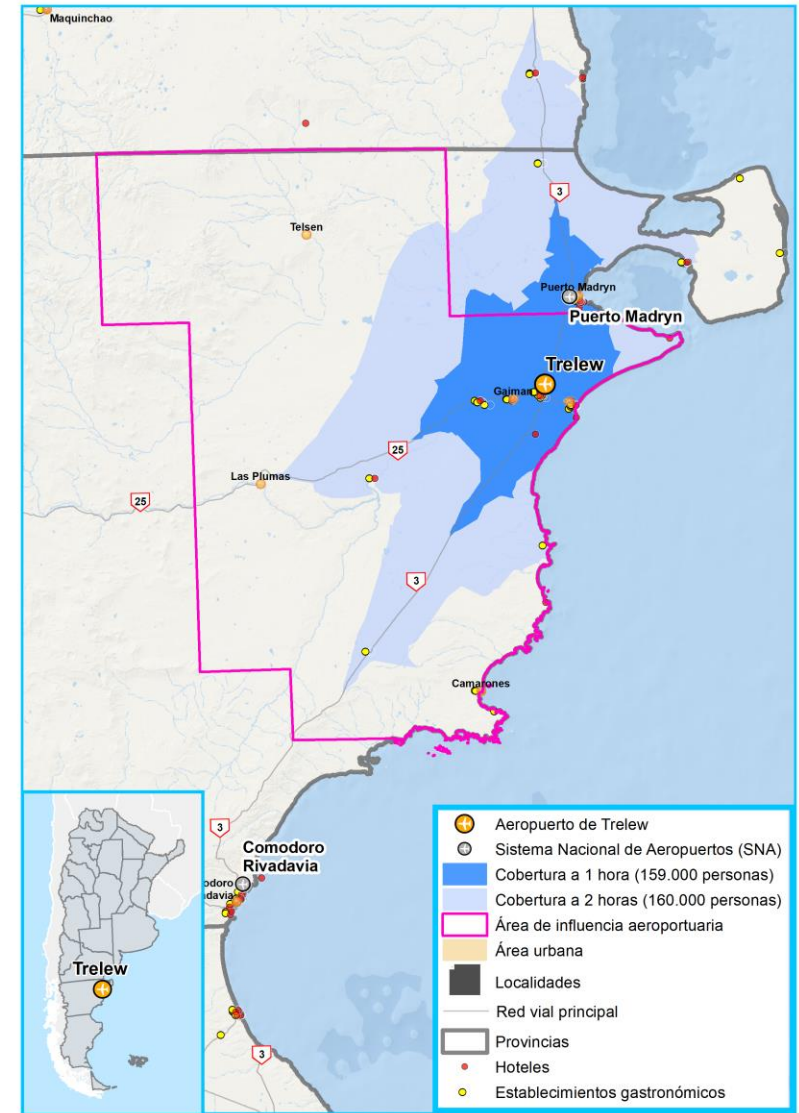 Maquinchao
3
Telsen
Puerto Madryn
Puerto Madryn
Trelew
Gaiman
25
Las Plumas
25
3
Camarones
3
Comodoro
Rivadavia
odoro
adavia
3
Trelew
Aeropuerto de Trelew
Sistema Nacional de Aeropuertos (SNA)
Cobertura a 1 hora (159.000 personas)
Cobertura a 2 horas (160.000 personas)
Área de influencia aeroportuaria
Área urbana
Localidades
Red vial principal
Provincias
Hoteles
Establecimientos gastronómicos